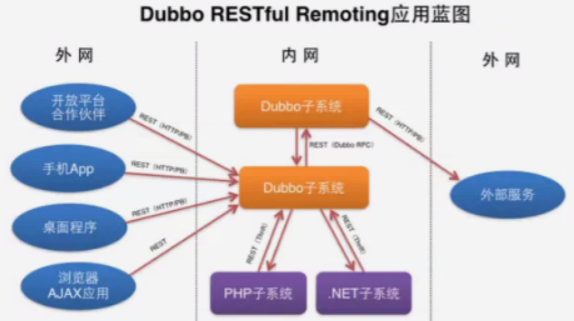 Dubbo RESTful Remoting应用蓝图
外 网
内 网
外 网
开放平台
合作伙伴
REST (HTTP/PB)
Dubbo子系统
REST (HTTP/PB)
REST (Dubbo RPC)
手机App
REST (HTTP/PB)
Dubbo子系统
外部服务
桌面程序
REST (HTTP/PB)
浏览器
AJAX应用
REST
REST (Thrift)
REST (Thrift)
PHP子系统
.NET子系统